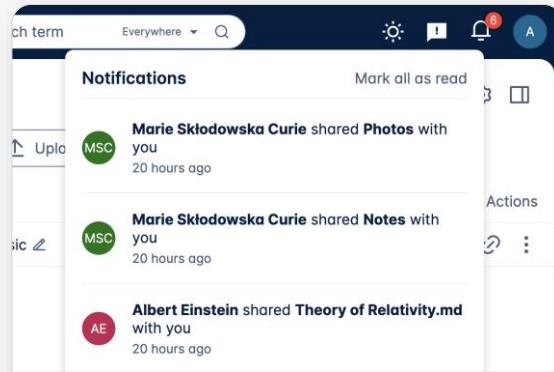 ch term Everywhere
6
A
Notifications Mark all as read
Marie Skłodowska Curie shared Photos with
MSC you
20 hours ago
Uplo
Actions
Marie Skłodowska Curie shared Notes with
MSC you
20 hours ago
sic
Albert Einstein shared Theory of Relativity.md
AE with you
20 hours ago